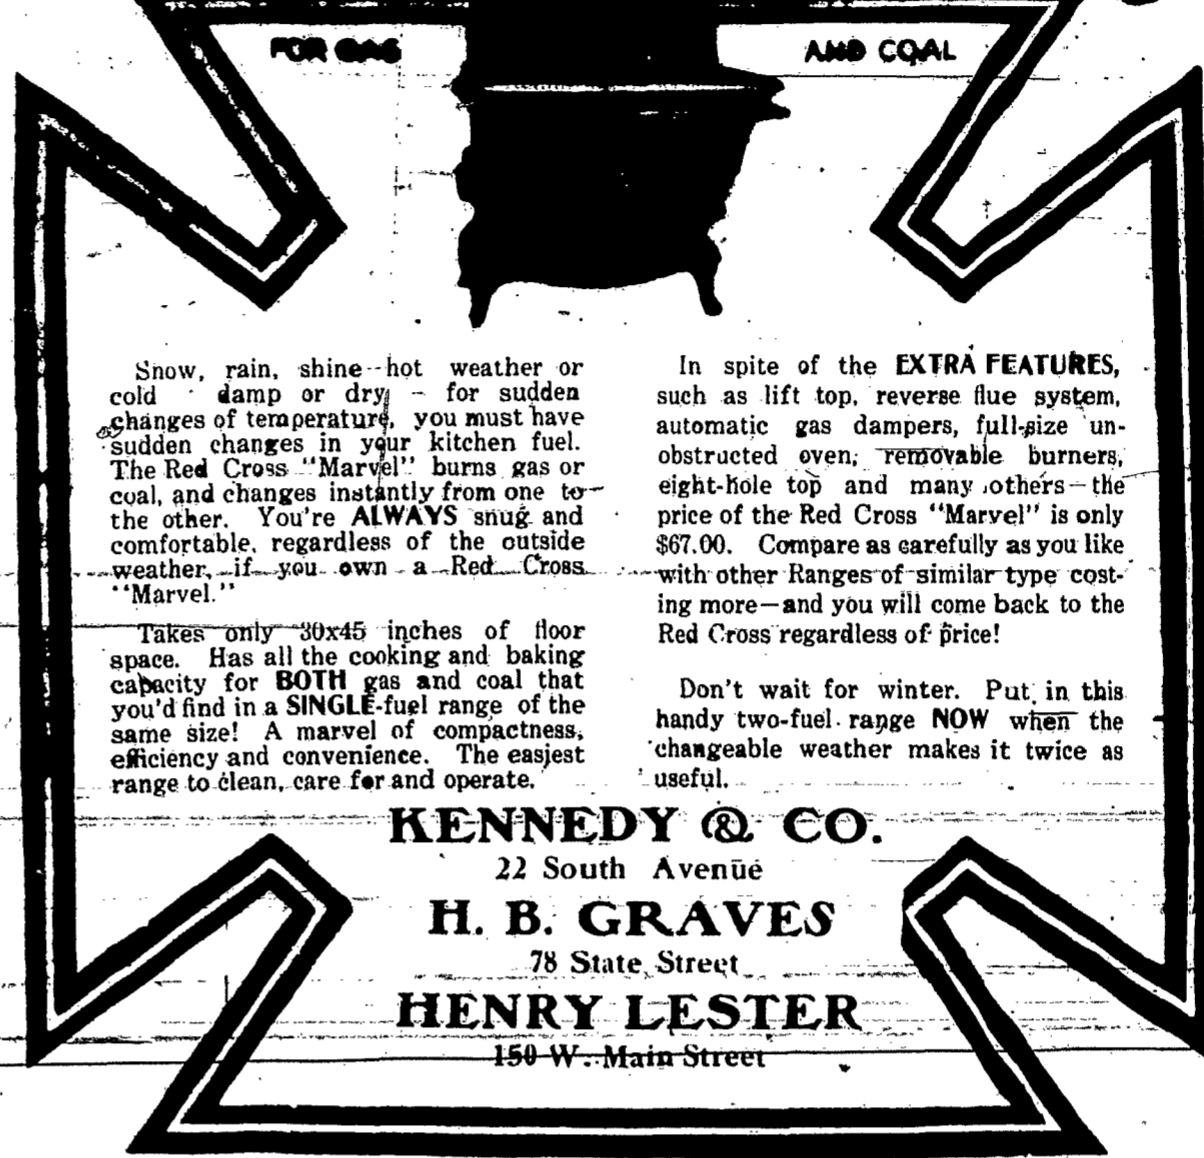 FOR GAS
AND COAL
Snow, rain, shine--hot weather or
cold - damp or dry - for sudden
changes of temperature, you must have
sudden changes in your kitchen fuel.
The Red Cross "Marvel" burns gas or
coal, and changes instantly from one to
the other. You're ALWAYS snug and
comfortable, regardless of the outside
weather, if you own a Red Cross
"Marvel."
Takes only 30x45 inches of floor
space. Has all the cooking and baking
capacity for BOTH gas and coal that
you'd find in a SINGLE-fuel range of the
same size! A marvel of compactness,
efficiency and convenience. The easiest
range to clean, care for and operate.
In spite of the EXTRA FEATURES,
such as lift top, reverse flue system,
automatic gas dampers, full-size un-
obstructed oven, removable burners,
eight-hole top and many others—the
price of the Red Cross "Marvel" is only
$67.00. Compare as carefully as you like
with other Ranges of similar type cost-
ing more—and you will come back to the
Red Cross regardless of price!
Don't wait for winter. Put in this
handy two-fuel range NOW when the
changeable weather makes it twice as
useful.
KENNEDY & CO.
22 South Avenue
H. B. GRAVES
78 State Street
HENRY LESTER
150 W. Main Street